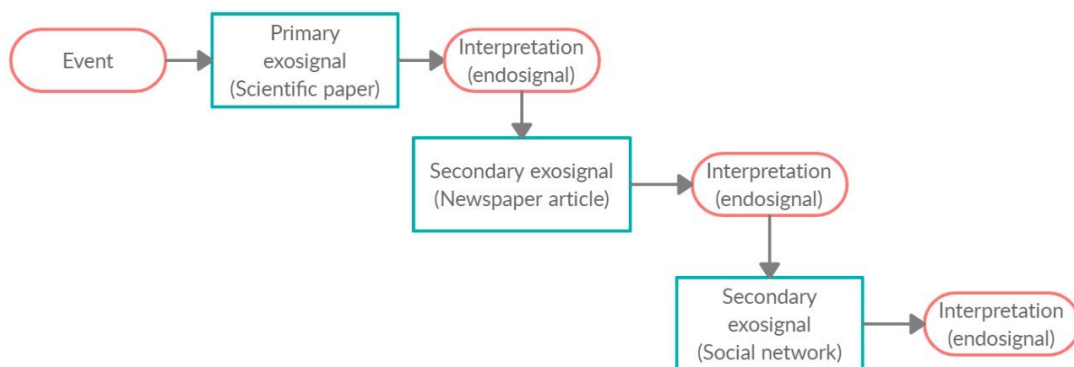 Event
Primary
exosignal
(Scientific paper)
Interpretation
(endosignal)
Secondary exosignal
(Newspaper article)
Interpretation
(endosignal)
Secondary
exosignal
(Social network)
Interpretation
(endosignal)